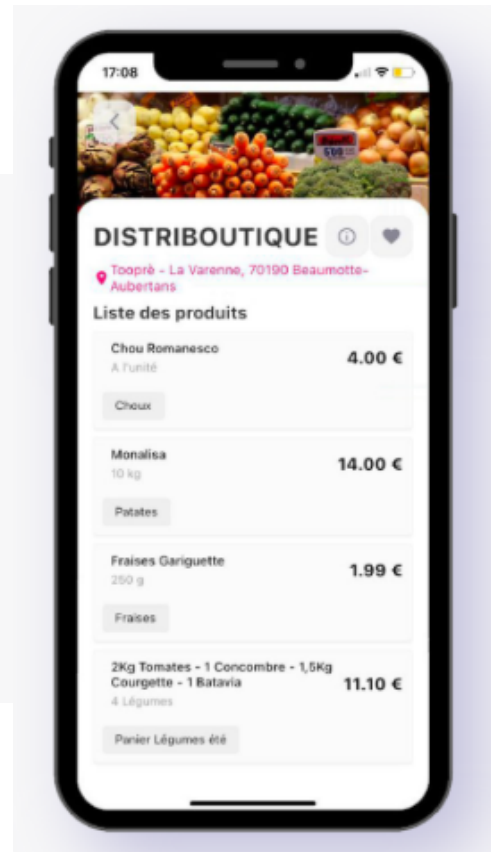 17:08
DISTRIBOUTIQUE
Tooprè - La Varenne, 70190 Beaumotte-
Aubertans
Liste des produits
Chou Romanesco
A l'unité
4.00 €
Choux
Monalisa
10 kg
14.00 €
Patates
Fraises Gariguette
250 g
1.99 €
Fraises
2Kg Tomates - 1 Concombre - 1,5Kg
Courgette - 1 Batavia
4 Légumes
11.10 €
Panier Légumes été